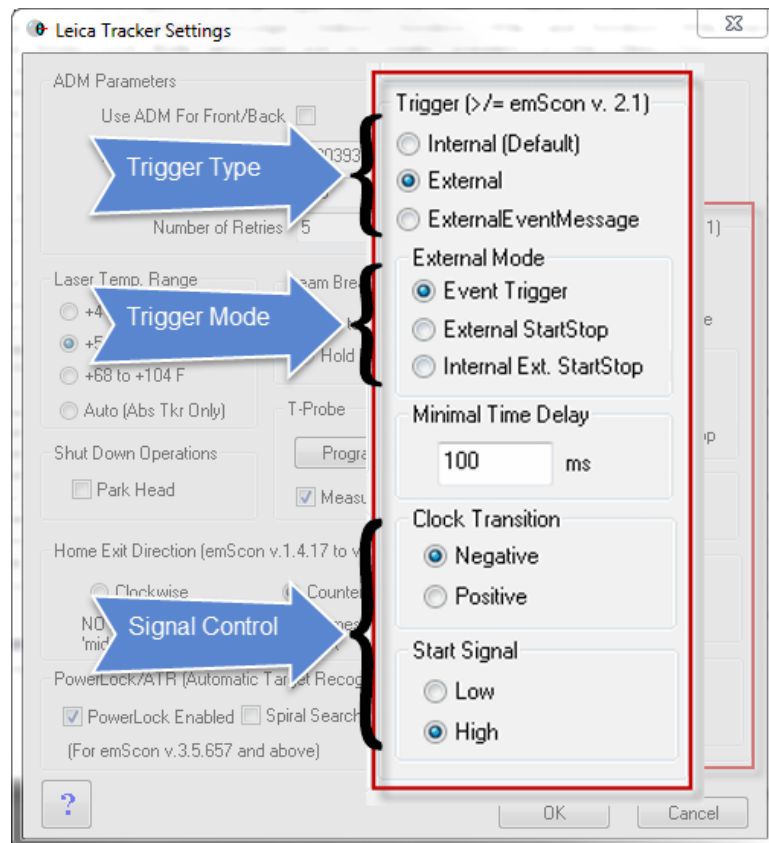 Leica Tracker Settings
ADM Parameters
Use ADM For Front/Back
Number of Retries 5
Laser Temp. Range
+68 to +104 F
Auto (Abs Tkr Only)
Shut Down Operations
Park Head
T-Probe
Hold
Home Exit Direction (emScon v.1.4.17 to v
Clockwise
PowerLock/ATR (Automatic Target Recog
PowerLock Enabled Spiral Search
(For emScon v.3.5.657 and above)
?
OK Cancel
Trigger Type
Trigger Mode
Signal Control
Trigger (>/= emScon v. 2.1)
Internal (Default)
External
ExternalEventMessage
External Mode
Event Trigger
External StartStop
Internal Ext. StartStop
Minimal Time Delay
100 ms
Clock Transition
Negative
Positive
Start Signal
Low
High